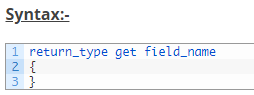 Syntax:-
1 return_type get field_name
2 {
3 }